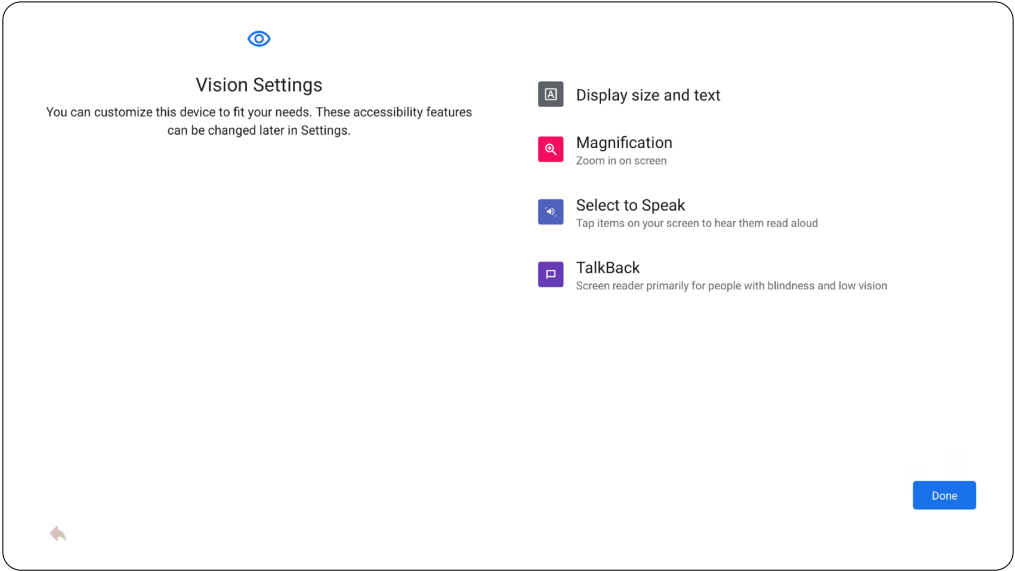 Vision Settings
You can customize this device to fit your needs. These accessibility features
can be changed later in Settings.
Display size and text
Magnification
Zoom in on screen
Select to Speak
Tap items on your screen to hear them read aloud
TalkBack
Screen reader primarily for people with blindness and low vision
Done